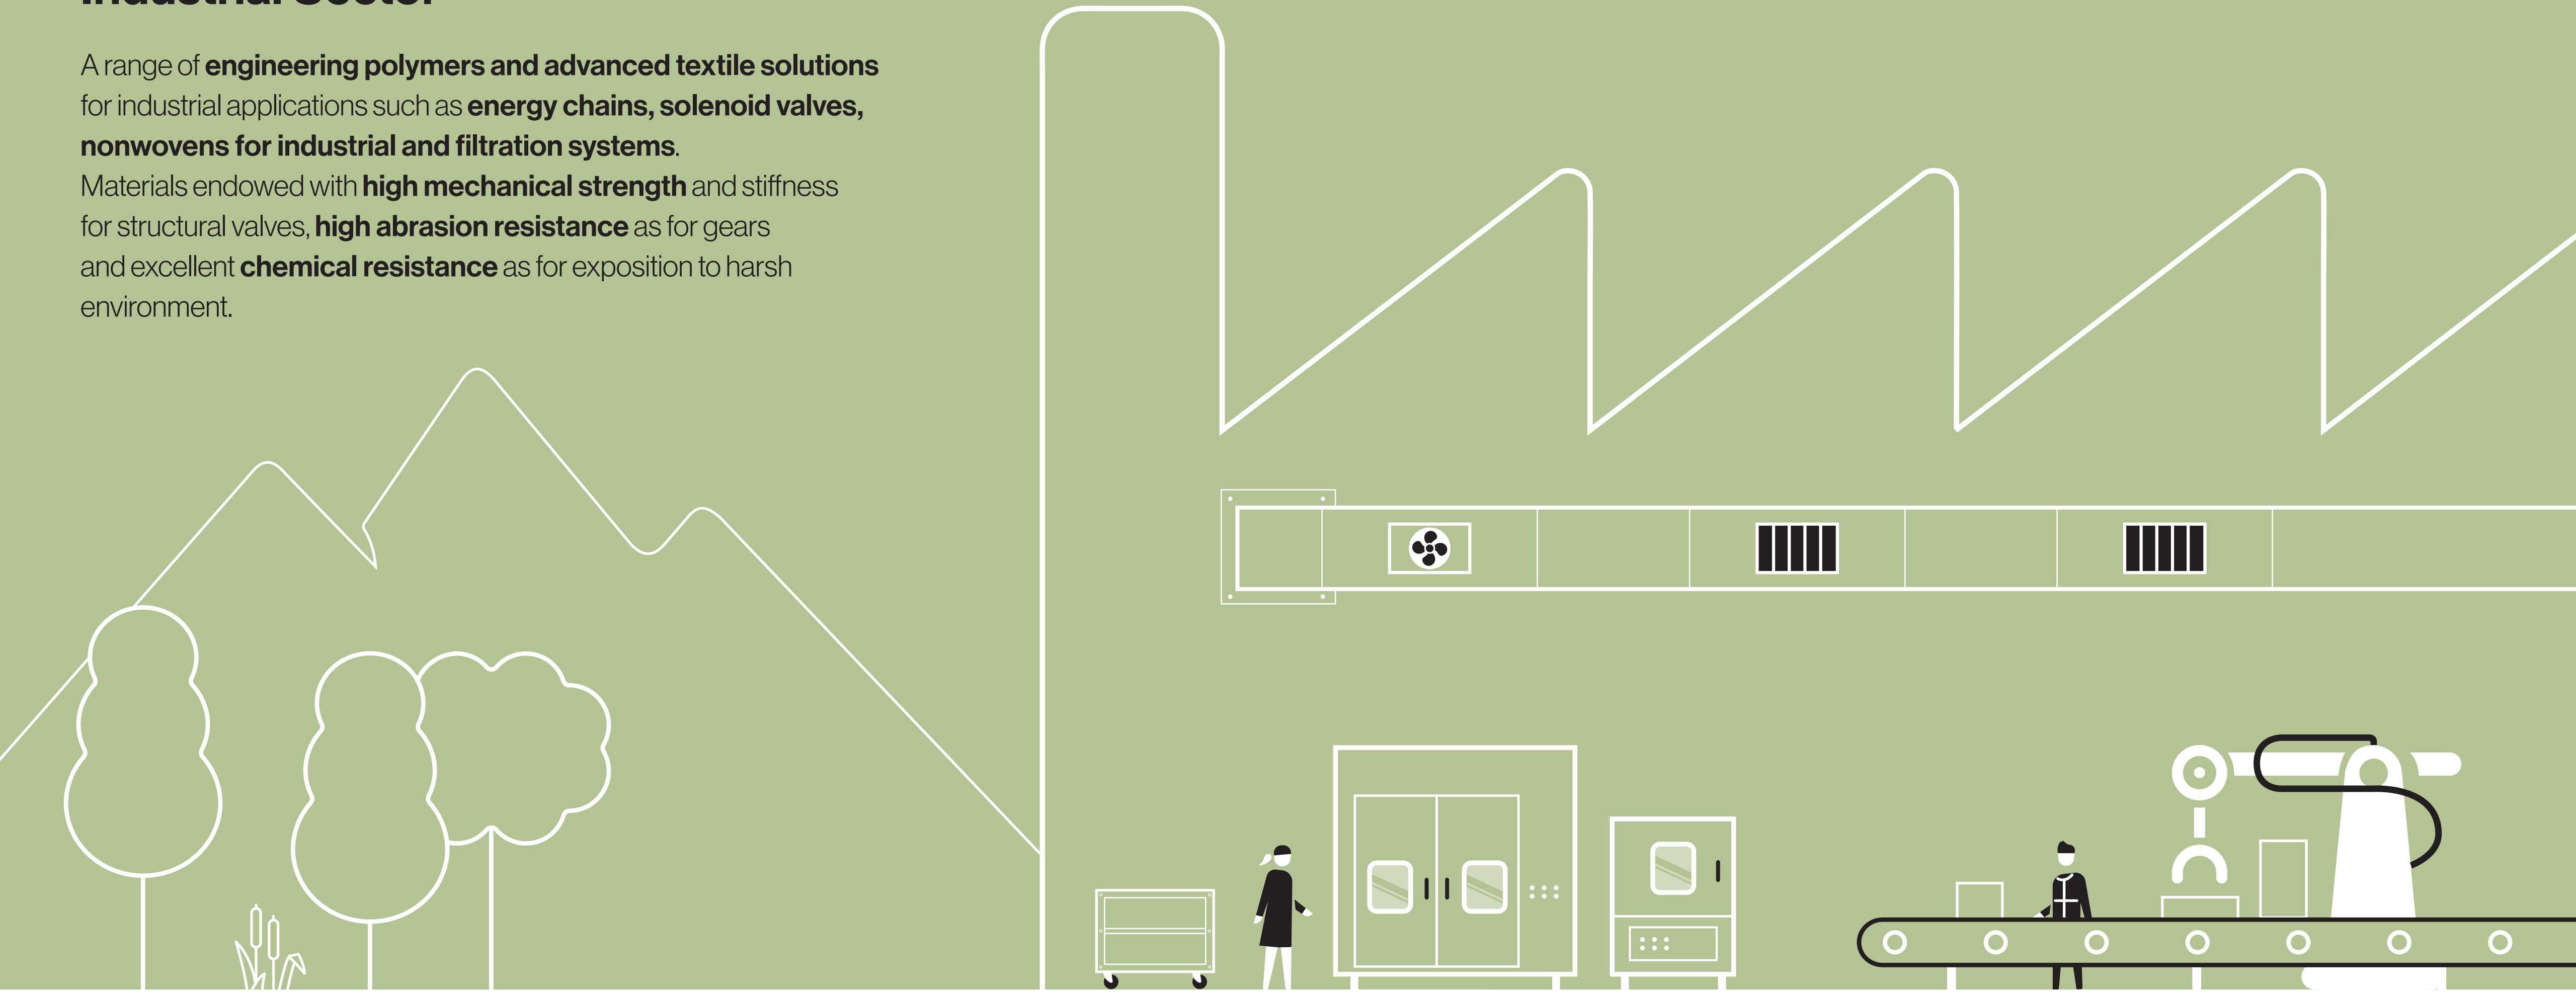 Industrial Sector
A range of engineering polymers and advanced textile solutions
for industrial applications such as energy chains, solenoid valves,
nonwovens for industrial and filtration systems.
Materials endowed with high mechanical strength and stiffness
for structural valves, high abrasion resistance as for gears
and excellent chemical resistance as for exposition to harsh
environment.